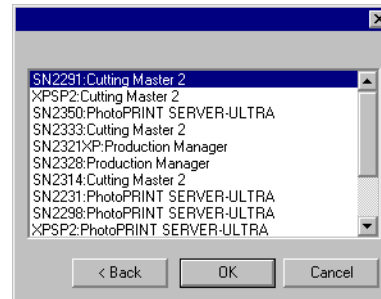 SN2291:Cutting Master 2
XPSP2:Cutting Master 2
SN2350:PhotoPRINT SERVER-ULTRA
SN2333:Cutting Master 2
SN2321XP:Production Manager
SN2328:Production Manager
SN2314:Cutting Master 2
SN2231:PhotoPRINT SERVER-ULTRA
SN2298:PhotoPRINT SERVER-ULTRA
XPSP2:PhotoPRINT SERVER-ULTRA
< Back OK Cancel